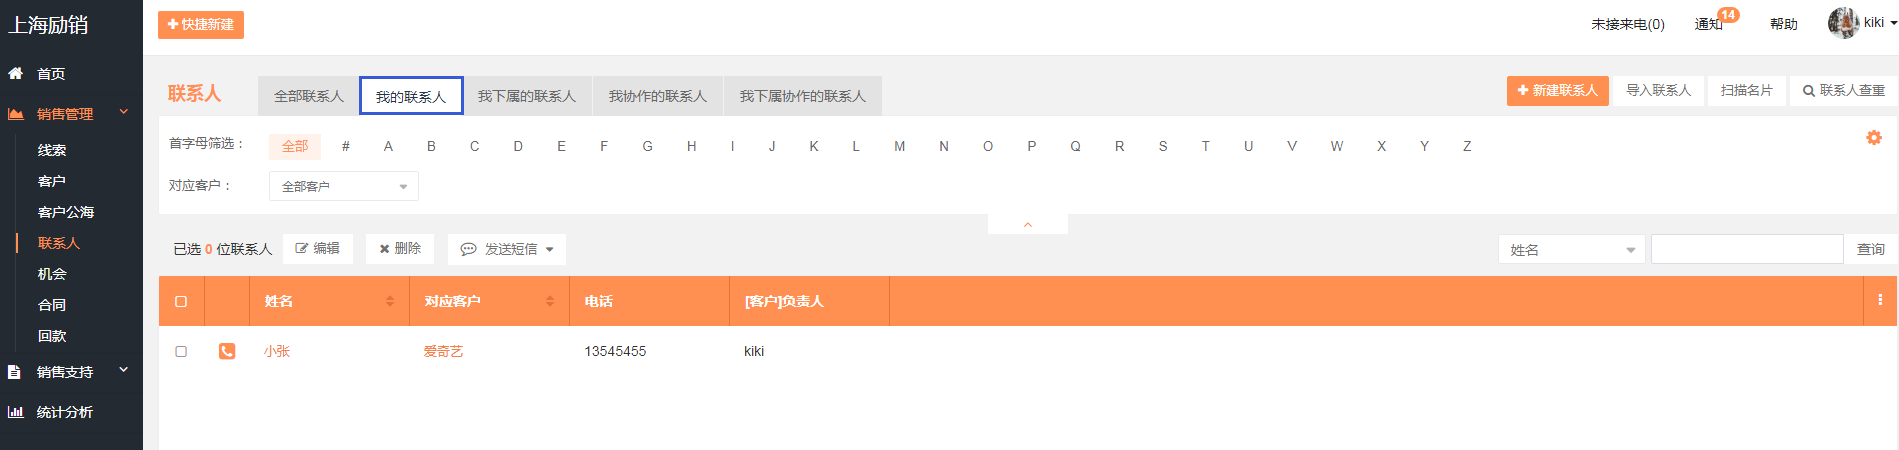 上海励销
快捷新建
未接来电(0)
通知
14
帮助
kiki
首页
销售管理
线索
客户
客户公海
联系人
机会
合同
回款
销售支持
统计分析
联系人
全部联系人
我的联系人
我下属的联系人
我协作的联系人
我下属协作的联系人
新建联系人
导入联系人
扫描名片
联系人查重
首字母筛选： 全部 # A B C D E F G H I J K L M N O P Q R S T U V W X Y Z
对应客户： 全部客户
已选 0 位联系人 编辑 删除 发送短信
姓名 查询
姓名 对应客户 电话 [客户]负责人
小张 爱奇艺 13545455 kiki